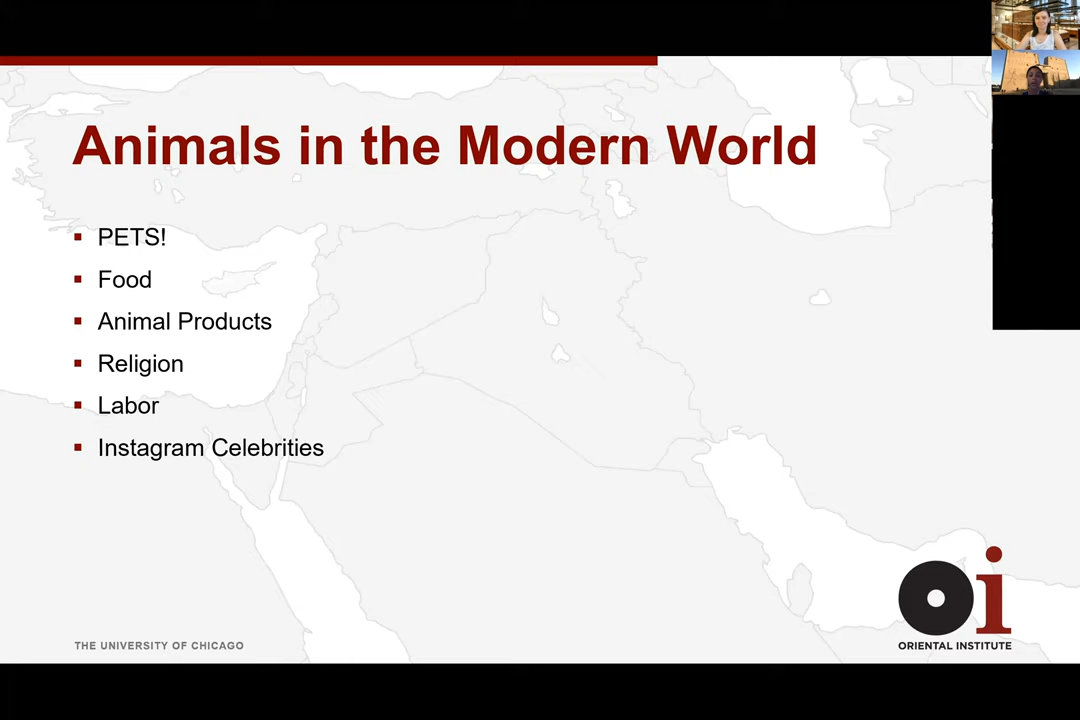 Animals in the Modern World
PETS!
Food
Animal Products
Religion
Labor
Instagram Celebrities
THE UNIVERSITY OF CHICAGO
oi
ORIENTAL INSTITUTE